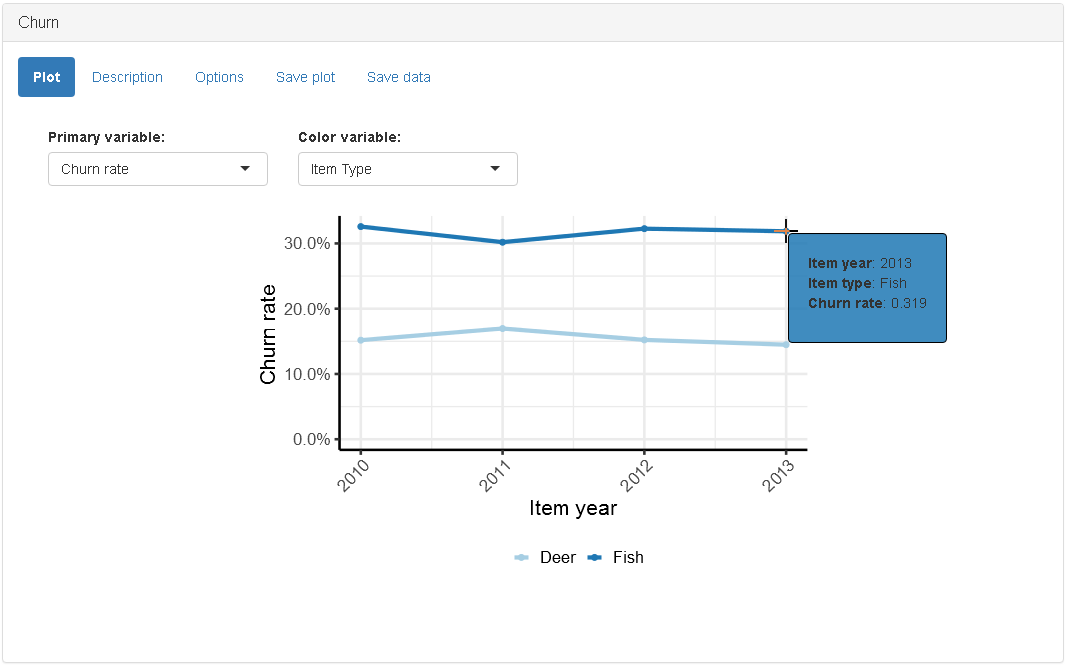 Churn
Plot Description Options Save plot Save data
Primary variable: Color variable:
Churn rate Item Type
30.0%
20.0%
10.0%
0.0%
Churn rate
Item year: 2013
Item type: Fish
Churn rate: 0.319
2010 2011 2012 2013
Item year
Deer Fish